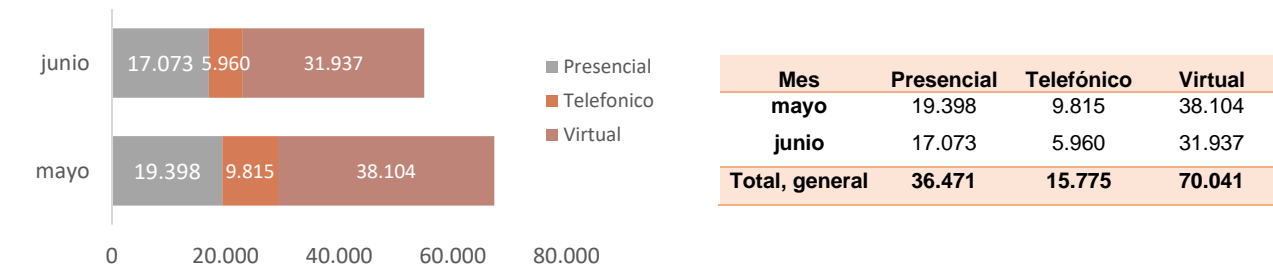 junio 17.073 5.960 31.937
mayo 19.398 9.815 38.104
0 20.000 40.000 60.000 80.000
Presencial
Telefonico
Virtual
Mes Presencial Telefónico Virtual
mayo 19.398 9.815 38.104
junio 17.073 5.960 31.937
Total, general 36.471 15.775 70.041